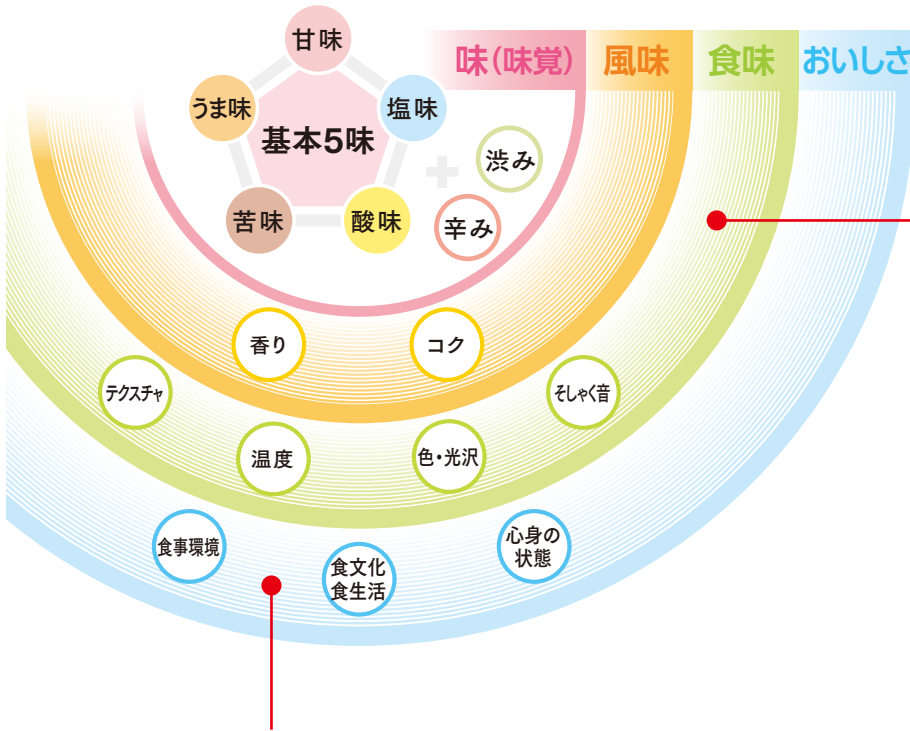 味(味覚) 風味 食味 おいしさ
甘味
うま味
塩味
基本5味
渋み
苦味
酸味
辛み
香り
コク
テクスチャ
そしゃく音
温度
色・光沢
食事環境
食文化
食生活
心身の
状態